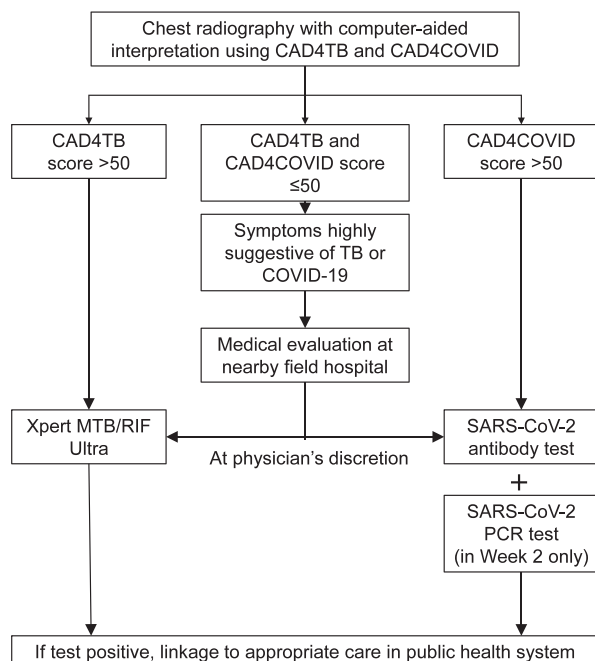 Chest radiography with computer-aided
interpretation using CAD4TB and CAD4COVID
CAD4TB
score >50
CAD4TB and
CAD4COVID score
≤50
CAD4COVID
score >50
Symptoms highly
suggestive of TB or
COVID-19
Medical evaluation at
nearby field hospital
Xpert MTB/RIF
Ultra
At physician's discretion
SARS-CoV-2
antibody test
+
SARS-CoV-2
PCR test
(in Week 2 only)
If test positive, linkage to appropriate care in public health system